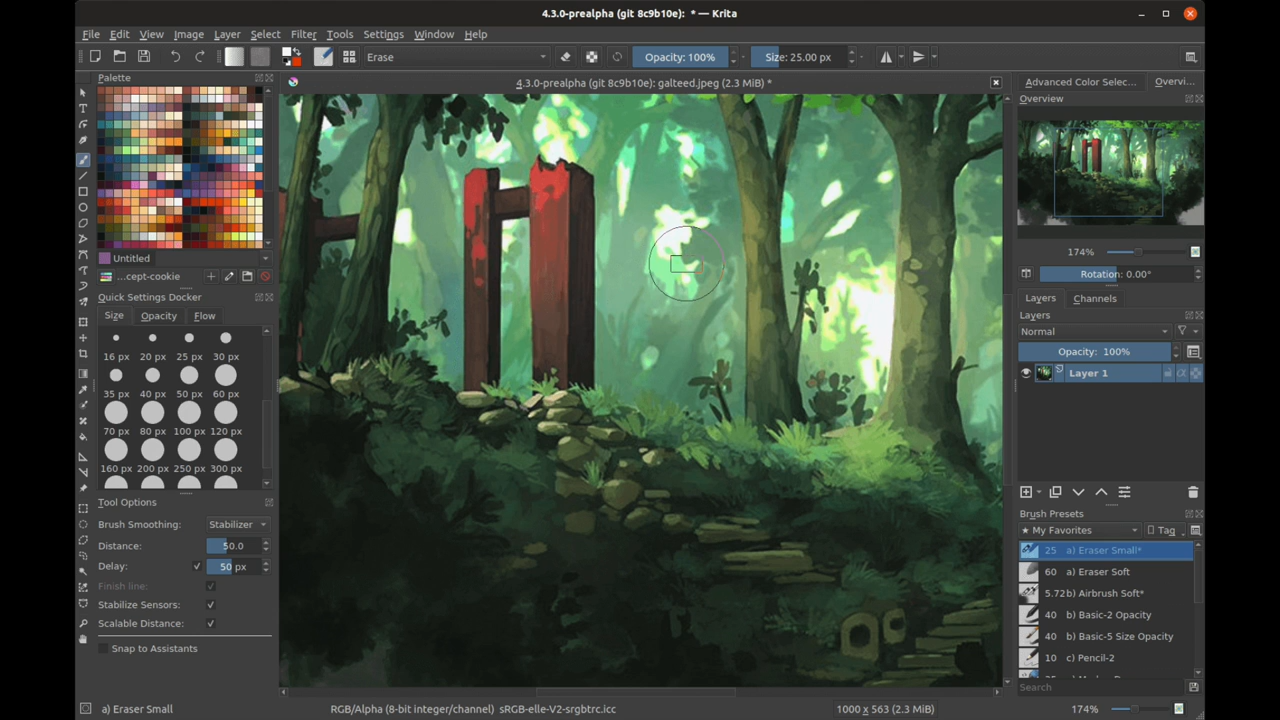 4.3.0-prealpha (git 8c9b10e):  * — Krita
File Edit View Image Layer Select Filter Tools Settings Window Help
Erase Opacity: 100% Size: 25.00 px
Palette
4.3.0-prealpha (git 8c9b10e): galteed.jpeg (2.3 MiB) *
Advanced Color Selec... Overvi...
Overview
174%
Untitled
...cept-cookie
Rotation: 0.00°
Quick Settings Docker
Layers Channels
Size Opacity Flow
Layers
Normal
16 px 20 px 25 px 30 px
Opacity: 100%
Layer 1
35 px 40 px 50 px 60 px
70 px 80 px 100 px 120 px
160 px 200 px 250 px 300 px
Tool Options
Brush Smoothing: Stabilizer
Distance: 50.0
Delay: 50 px
Finish line:
Stabilize Sensors:
Scalable Distance:
Snap to Assistants
Brush Presets
My Favorites Tag
25 a) Eraser Small*
60 a) Eraser Soft
5.72 b) Airbrush Soft*
40 b) Basic-2 Opacity
40 b) Basic-5 Size Opacity
10 c) Pencil-2
Search
a) Eraser Small RGB/Alpha (8-bit integer/channel) sRGB-elle-V2-srgbtrc.icc 1000 x 563 (2.3 MiB) 174%